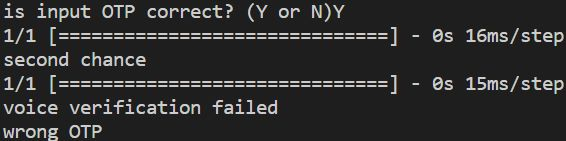 is input OTP correct? (Y or N)Y
1/1 [==============================] - 0s 16ms/step
second chance
1/1 [==============================] - 0s 15ms/step
voice verification failed
wrong OTP